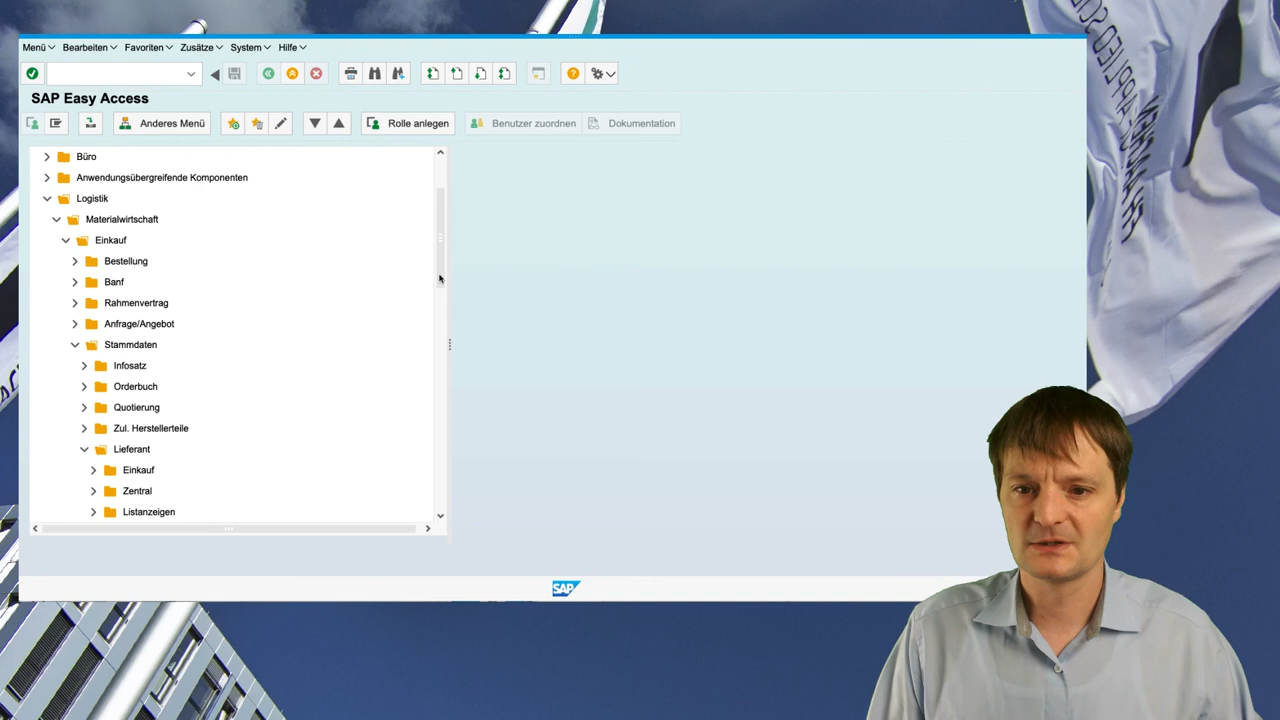 Menü Bearbeiten Favoriten Zusätze System Hilfe
SAP Easy Access
Anderes Menü Rolle anlegen Benutzer zuordnen Dokumentation
Büro
Anwendungsübergreifende Komponenten
Logistik
Materialwirtschaft
Einkauf
Bestellung
Banf
Rahmenvertrag
Anfrage/Angebot
Stammdaten
Infosatz
Orderbuch
Quotierung
Zul. Herstellerteile
Lieferant
Einkauf
Zentral
Listanzeigen
SAP